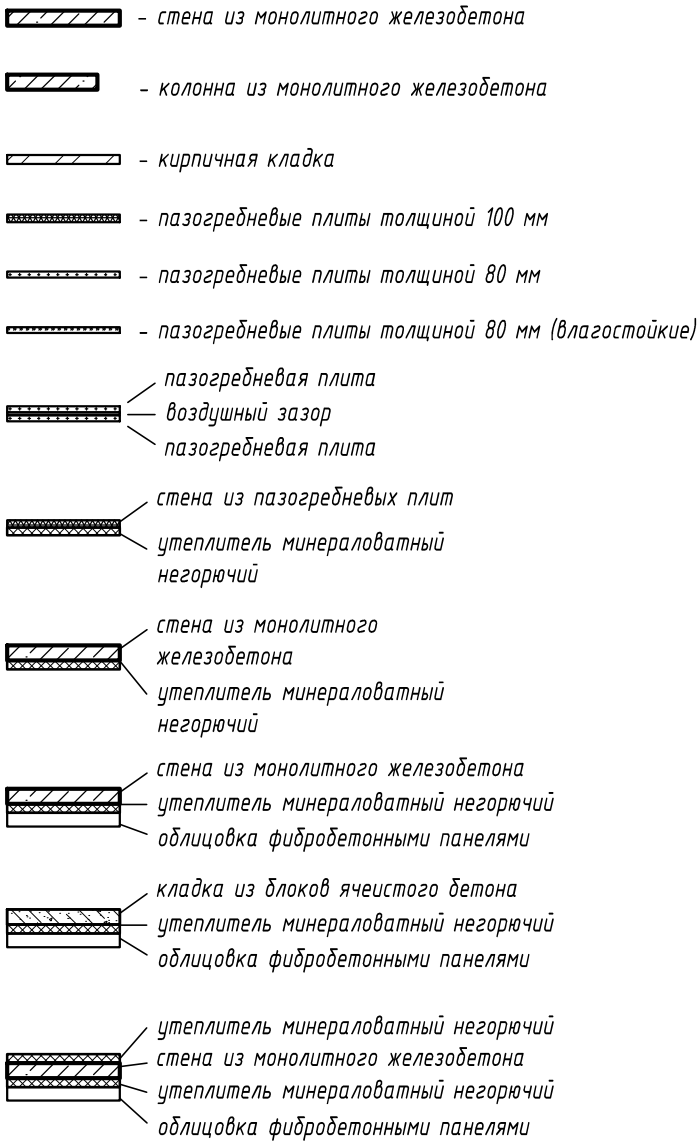 - стена из монолитного железобетона
- колонна из монолитного железобетона
- кирпичная кладка
- пазогребневые плиты толщиной 100 мм
- пазогребневые плиты толщиной 80 мм
- пазогребневые плиты толщиной 80 мм (влагостойкие)
пазогребневая плита
воздушный зазор
пазогребневая плита
стена из пазогребневых плит
утеплитель минераловатный
негорючий
стена из монолитного
железобетона
утеплитель минераловатный
негорючий
стена из монолитного железобетона
утеплитель минераловатный негорючий
облицовка фибробетонными панелями
кладка из блоков ячеистого бетона
утеплитель минераловатный негорючий
облицовка фибробетонными панелями
утеплитель минераловатный негорючий
стена из монолитного железобетона
утеплитель минераловатный негорючий
облицовка фибробетонными панелями